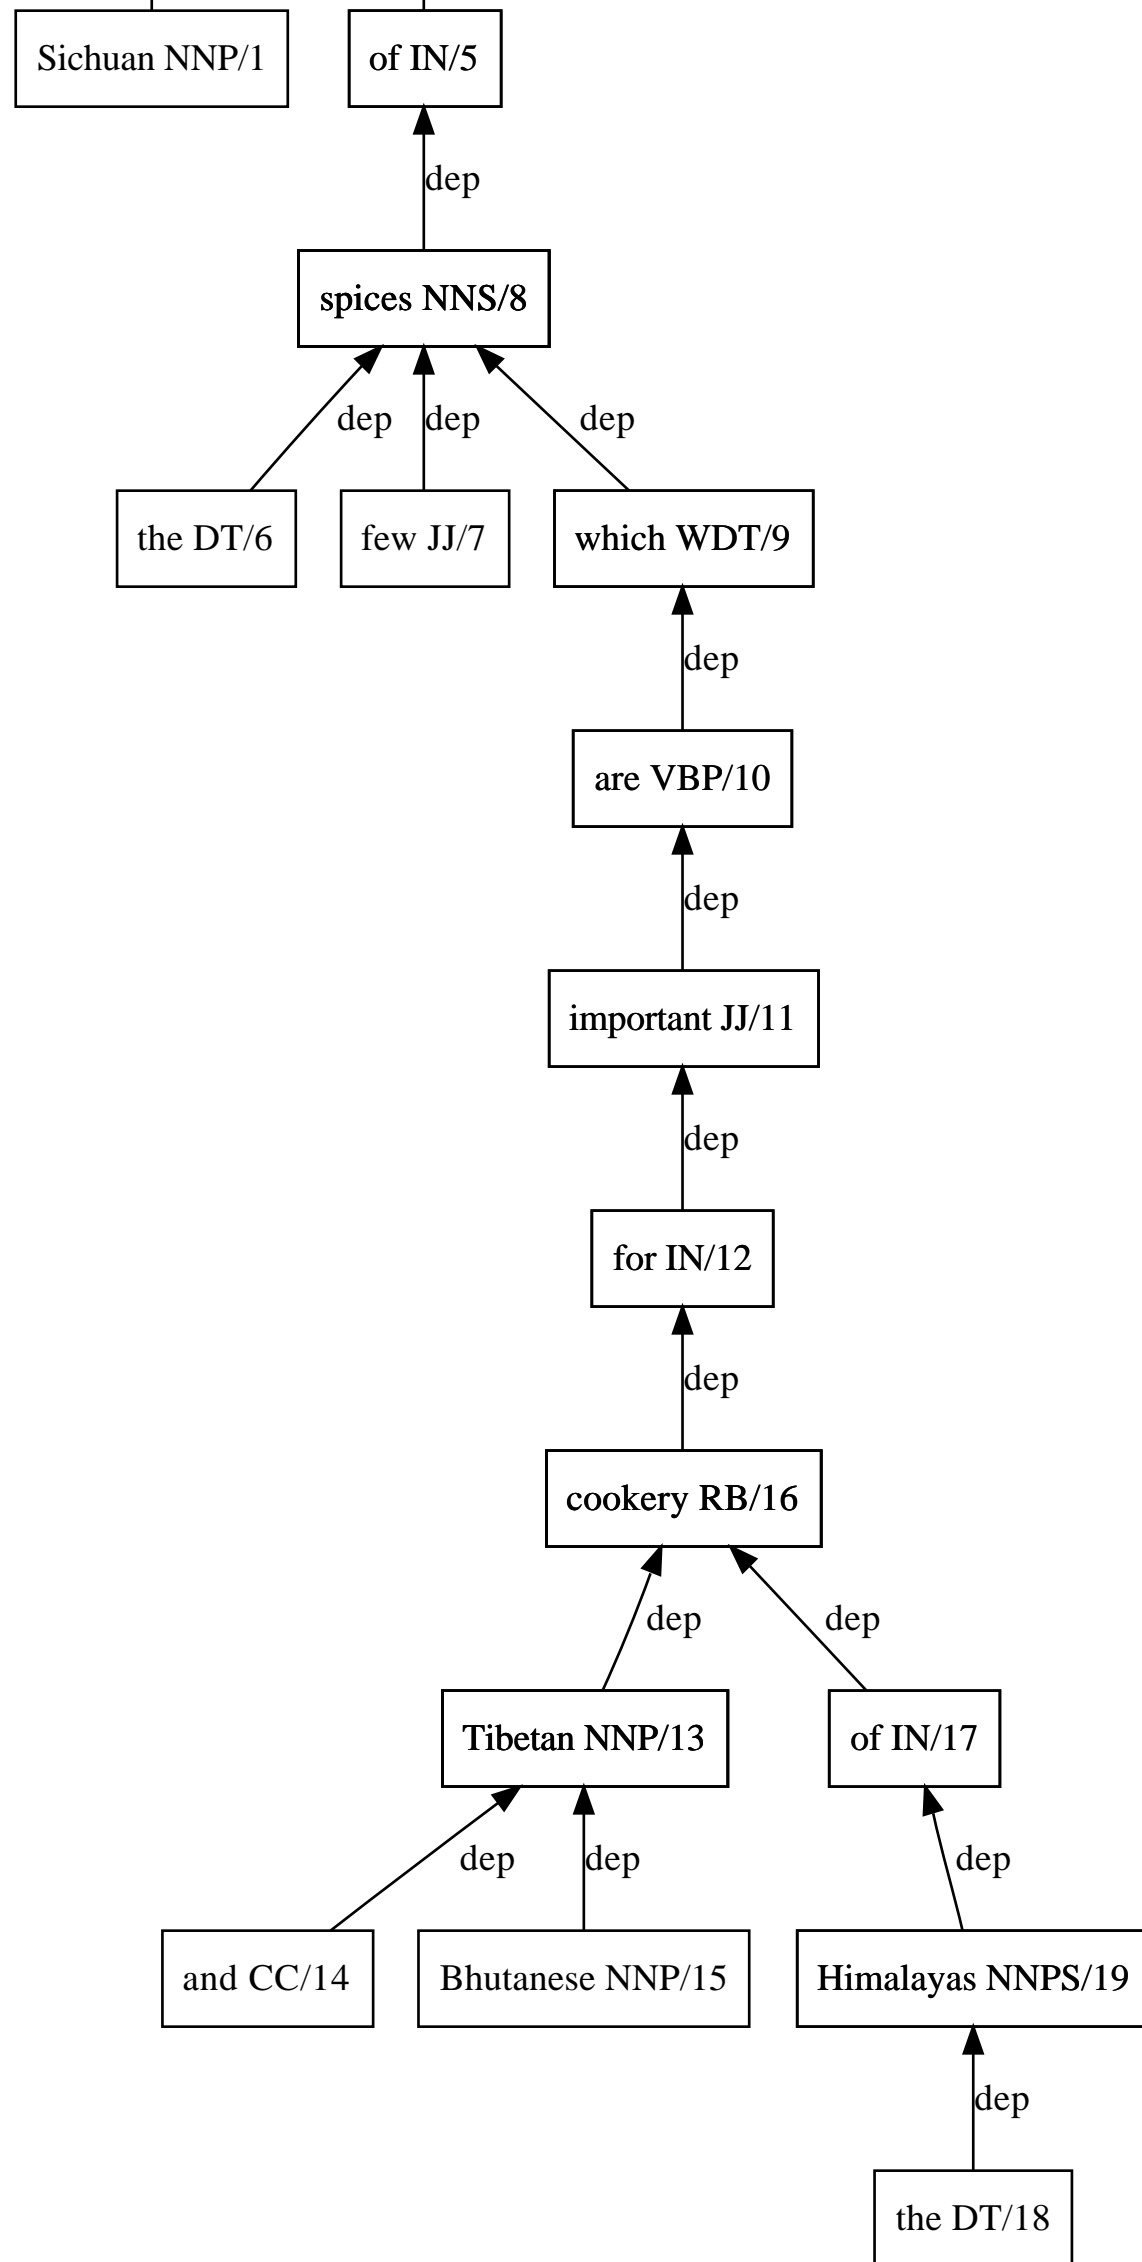 Sichuan NNP/1 of IN/5
dep
spices NNS/8
dep dep dep
the DT/6 few JJ/7 which WDT/9
dep
are VBP/10
dep
important JJ/11
dep
for IN/12
dep
cookery RB/16
dep dep
Tibetan NNP/13 of IN/17
dep dep dep
and CC/14 Bhutanese NNP/15 Himalayas NNPS/19
dep
the DT/18